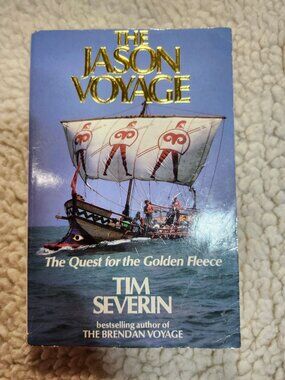 THE
JASON
VOYAGE
The Quest for the Golden Fleece
TIM
SEVERIN
bestselling author of
THE BRENDAN VOYAGE